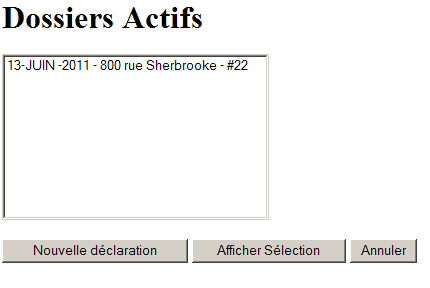 Dossiers Actifs
13-JUIN -2011 - 800 rue Sherbrooke - #22
Nouvelle déclaration Afficher Sélection Annuler